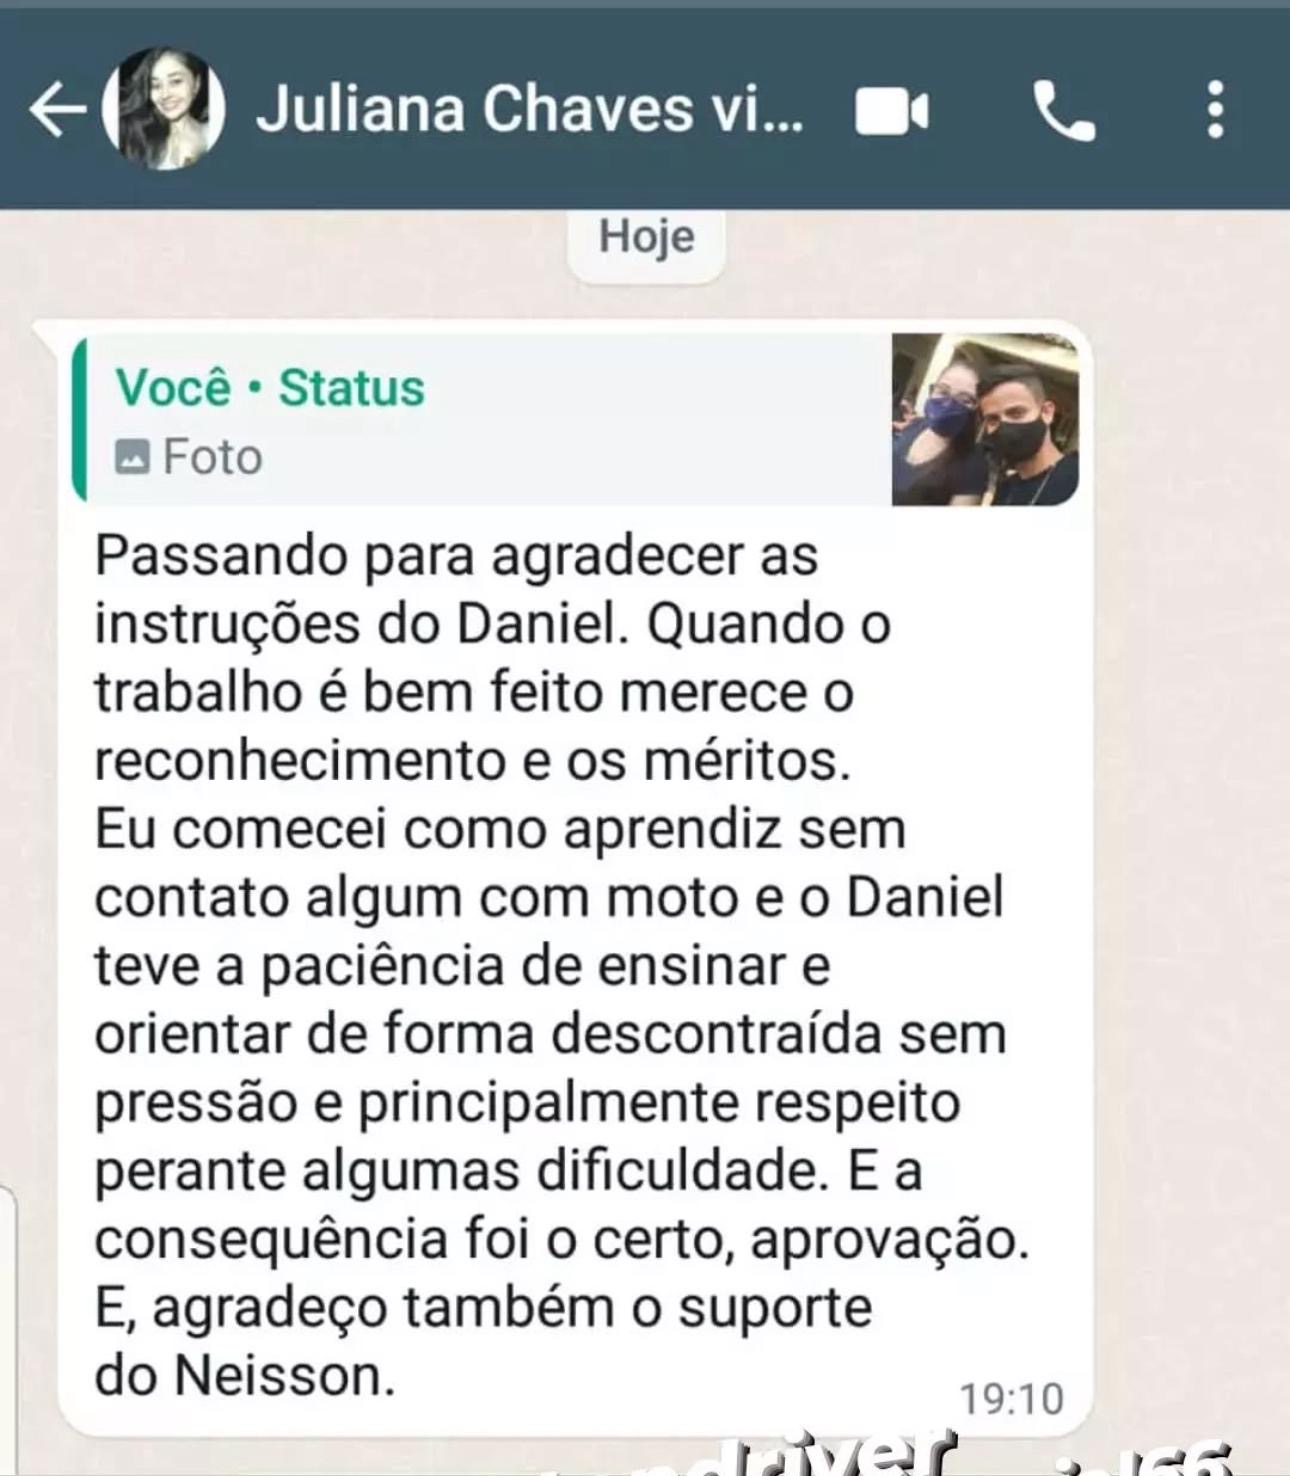 Juliana Chaves vi...
Hoje
Você • Status
Foto
Passando para agradecer as
instruções do Daniel. Quando o
trabalho é bem feito merece o
reconhecimento e os méritos.
Eu comecei como aprendiz sem
contato algum com moto e o Daniel
teve a paciência de ensinar e
orientar de forma descontraída sem
pressão e principalmente respeito
perante algumas dificuldade. E a
consequência foi o certo, aprovação.
E, agradeço também o suporte
do Neisson.
19:10